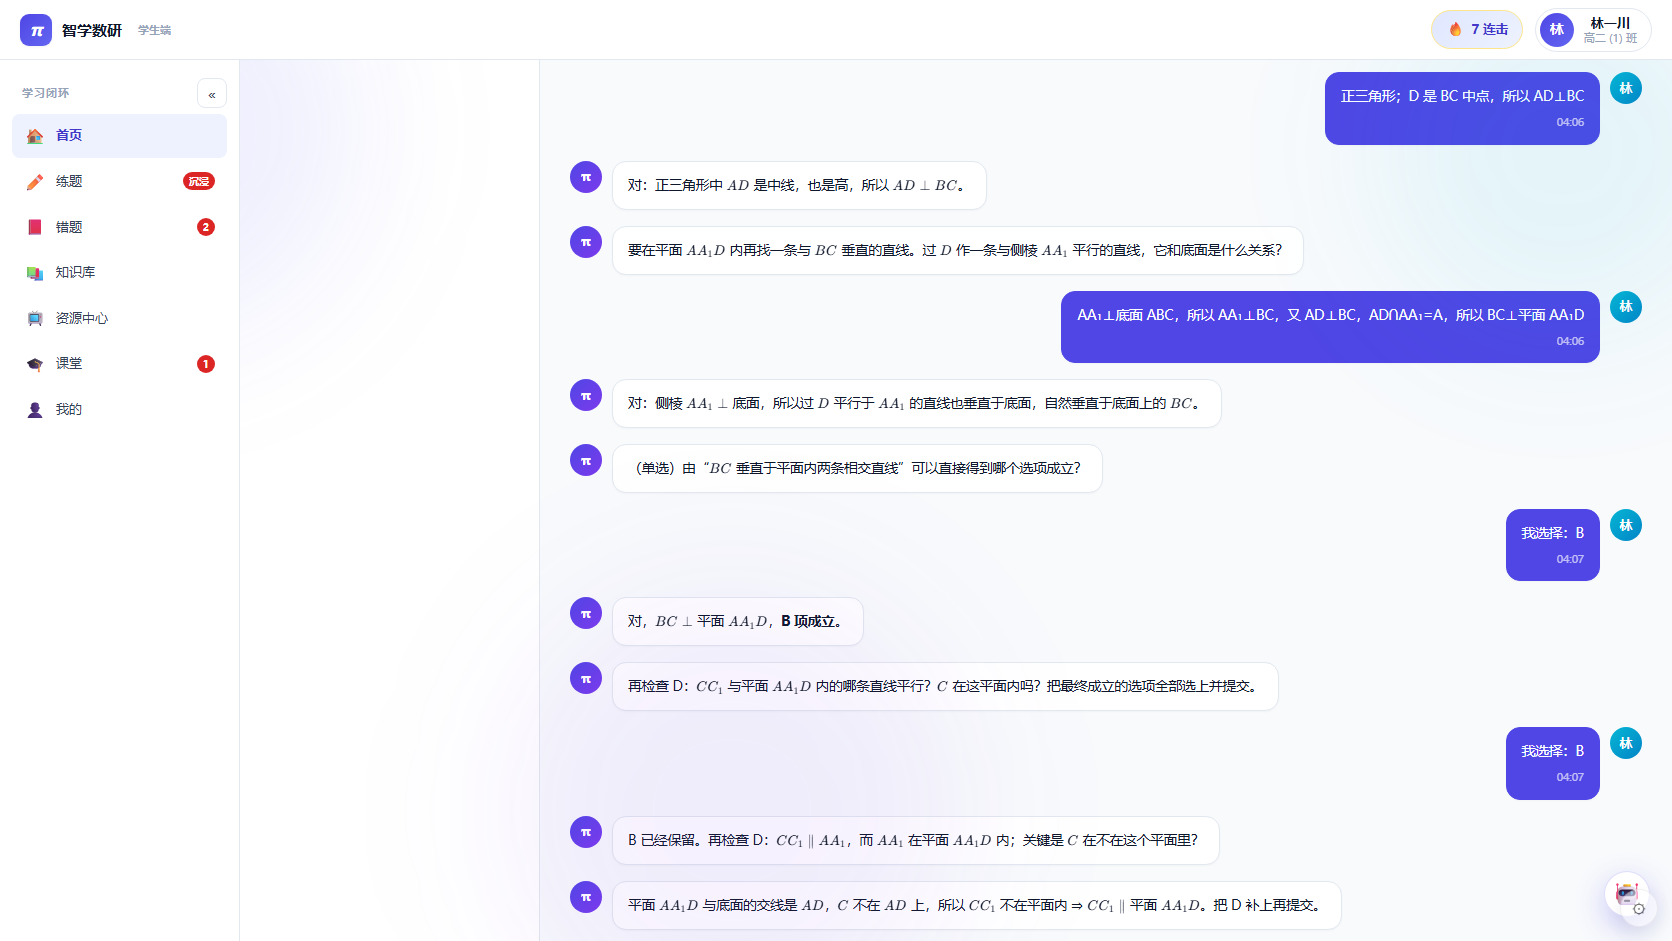 π 智学数研 学生端
7 连击
林 林一川
高二 (1) 班
学习闭环 «
首页
练题 沉浸
错题 2
知识库
资源中心
课堂 1
我的
正三角形；D 是 BC 中点，所以 AD⊥BC 林
04:06
π 对：正三角形中 AD 是中线，也是高，所以 AD ⊥ BC。
π 要在平面 AA₁D 内再找一条与 BC 垂直的直线。过 D 作一条与侧棱 AA₁ 平行的直线，它和底面是什么关系？
AA₁⊥底面 ABC，所以 AA₁⊥BC，又 AD⊥BC，AD∩AA₁=A，所以 BC⊥平面 AA₁D 林
04:06
π 对：侧棱 AA₁ ⊥ 底面，所以过 D 平行于 AA₁ 的直线也垂直于底面，自然垂直于底面上的 BC。
π （单选）由“BC 垂直于平面内两条相交直线”可以直接得到哪个选项成立？
我选择：B 林
04:07
π 对，BC ⊥ 平面 AA₁D，B 项成立。
π 再检查 D：CC₁ 与平面 AA₁D 内的哪条直线平行？C 在这平面内吗？把最终成立的选项全部选上并提交。
我选择：B 林
04:07
π B 已经保留。再检查 D：CC₁ ∥ AA₁，而 AA₁ 在平面 AA₁D 内；关键是 C 在不在这个平面里？
π 平面 AA₁D 与底面的交线是 AD，C 不在 AD 上，所以 CC₁ 不在平面内 ⇒ CC₁ ∥ 平面 AA₁D。把 D 补上再提交。